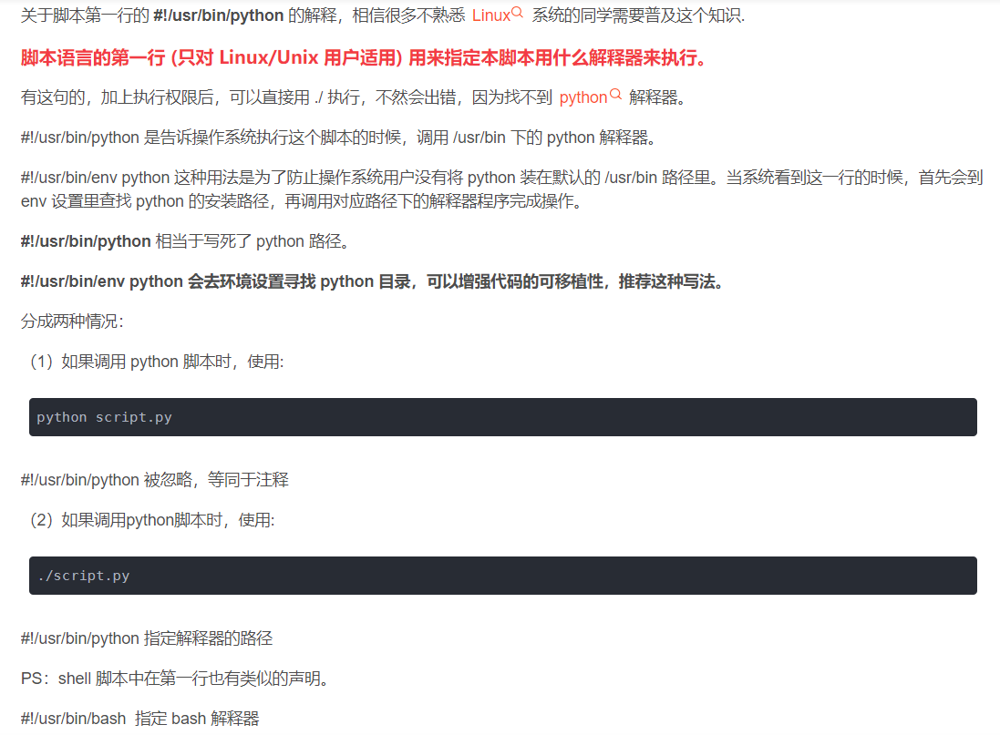 关于脚本第一行的 #!/usr/bin/python 的解释，相信很多不熟悉 Linux 系统的同学需要普及这个知识.
脚本语言的第一行 (只对 Linux/Unix 用户适用) 用来指定本脚本用什么解释器来执行。
有这句的，加上执行权限后，可以直接用 ./ 执行，不然会出错，因为找不到 python 解释器。
#!/usr/bin/python 是告诉操作系统执行这个脚本的时候，调用 /usr/bin 下的 python 解释器。
#!/usr/bin/env python 这种用法是为了防止操作系统用户没有将 python 装在默认的 /usr/bin 路径里。当系统看到这一行的时候，首先会到
env 设置里查找 python 的安装路径，再调用对应路径下的解释器程序完成操作。
#!/usr/bin/python 相当于写死了 python 路径。
#!/usr/bin/env python 会去环境设置寻找 python 目录，可以增强代码的可移植性，推荐这种写法。
分成两种情况：
（1）如果调用 python 脚本时，使用:
python script.py
#!/usr/bin/python 被忽略，等同于注释
（2）如果调用python脚本时，使用:
./script.py
#!/usr/bin/python 指定解释器的路径
PS：shell 脚本中在第一行也有类似的声明。
#!/usr/bin/bash 指定 bash 解释器